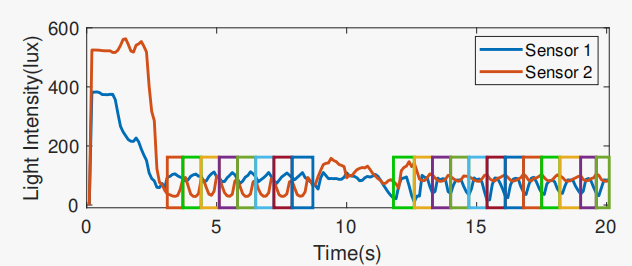 600
400
200
0
Light Intensity(lux)
Sensor 1
Sensor 2
0 5 10 15 20
Time(s)